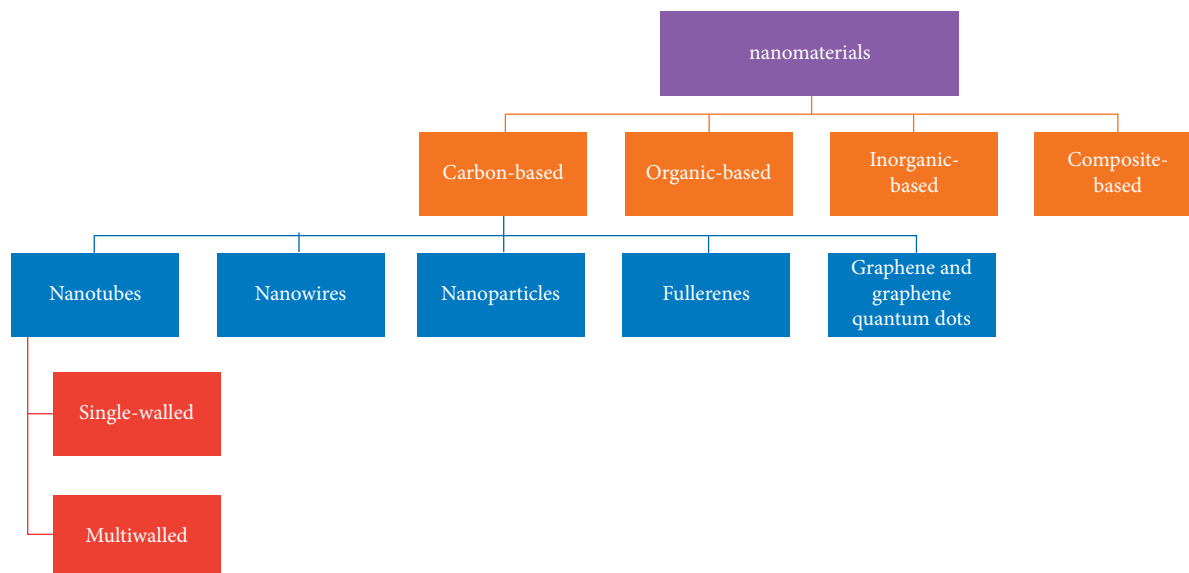 nanomaterials
Carbon-based
Organic-based
Inorganic-
based
Composite-
based
Nanotubes
Nanowires
Nanoparticles
Fullerenes
Graphene and
graphene
quantum dots
Single-walled
Multiwalled